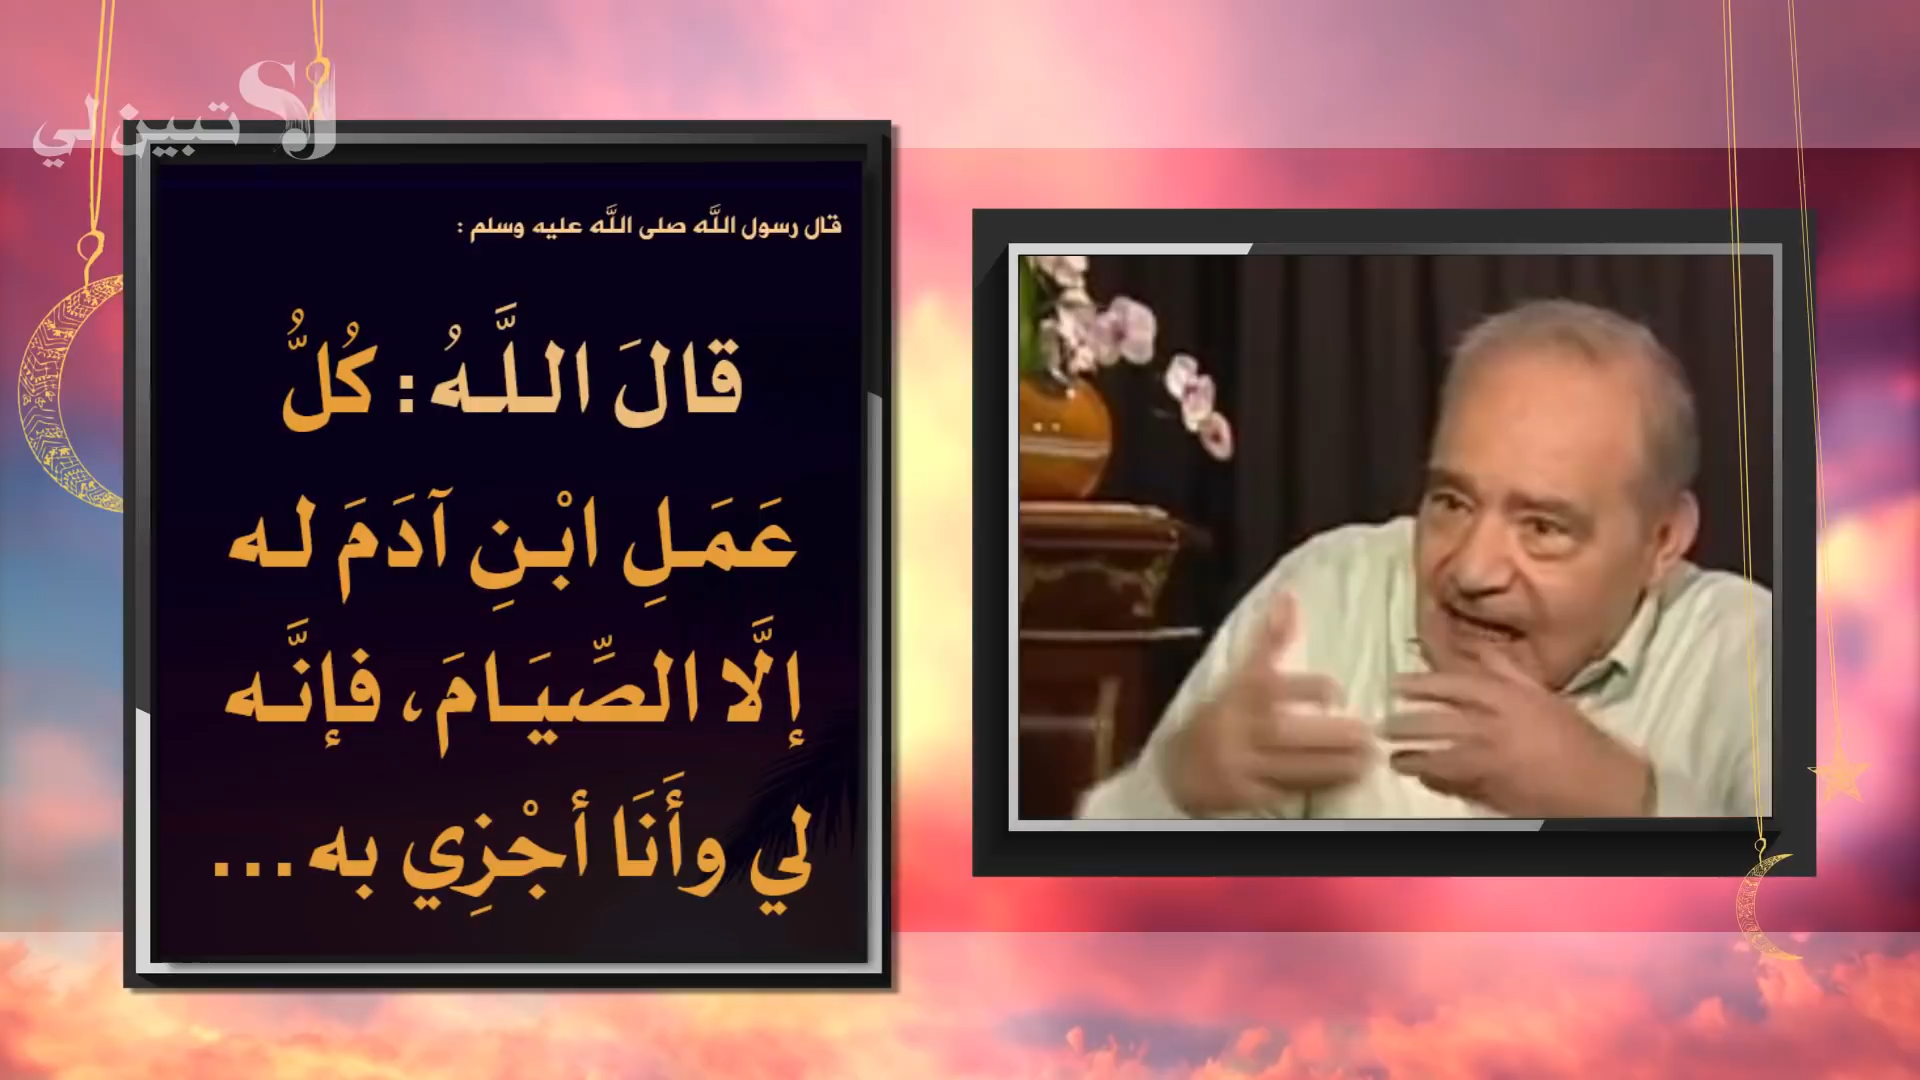 تبين لي
قال رسول اللَّه صلى اللَّه عليه وسلم :
قالَ اللَّهُ : كُلُّ
عَمَلِ ابْنِ آدَمَ له
إلَّا الصِّيَامَ، فإنَّه
لي وأَنَا أجْزِي به...